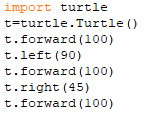 import turtle
t=turtle.Turtle()
t.forward(100)
t.left(90)
t.forward(100)
t.right(45)
t.forward(100)